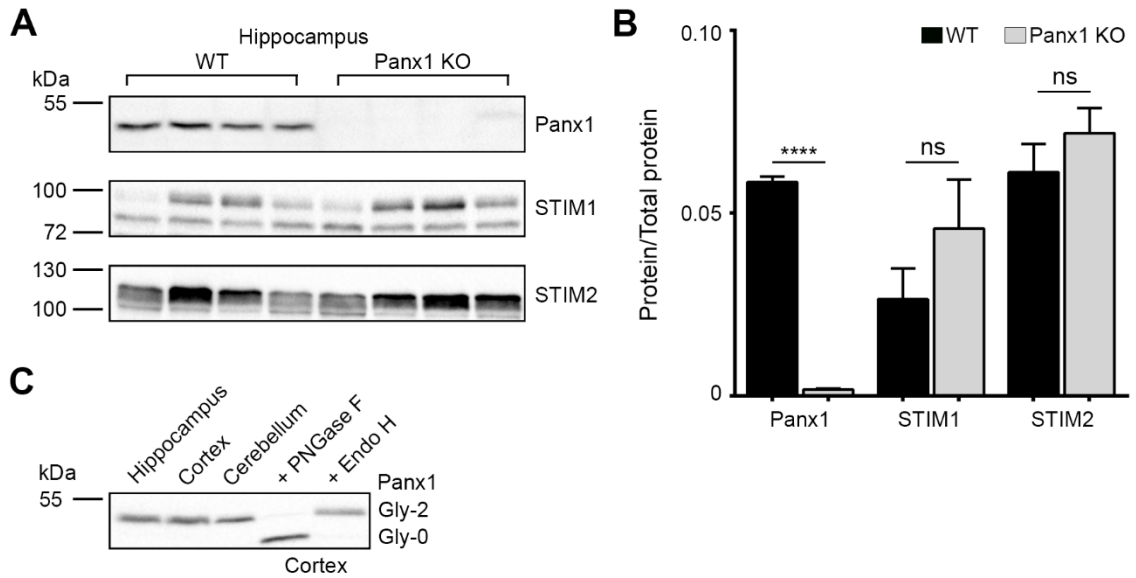 A
Hippocampus
WT
Panx1 KO
kDa
55
Panx1
100
72
STIM1
130
100
STIM2
B
WT
Panx1 KO
0.10
0.05
0
Protein/Total protein
****
ns
ns
Panx1
STIM1
STIM2
C
Hippocampus
Cortex
Cerebellum
+ PNGase F
+ Endo H
kDa
55
Panx1
Gly-2
Gly-0
Cortex